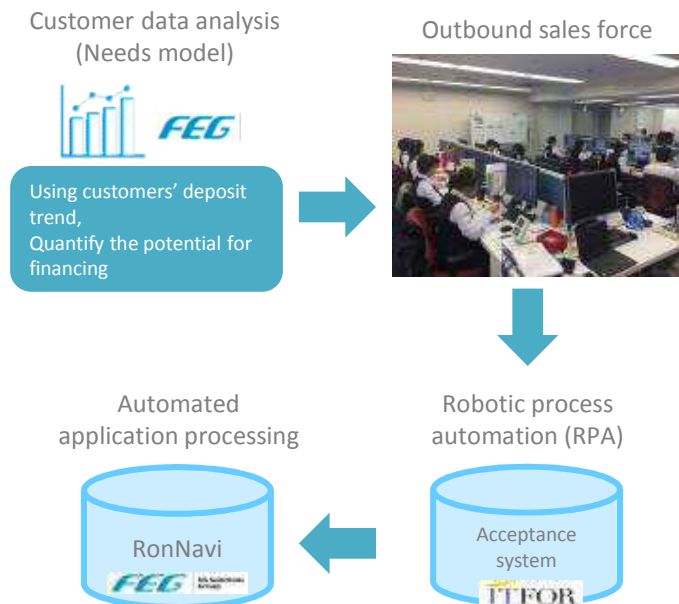 Customer data analysis
(Needs model)
FEG
Using customers' deposit
trend,
Quantify the potential for
financing
Outbound sales force
Robotic process
automation (RPA)
Acceptance
system
ITFOR
Automated
application processing
RonNavi
FEG